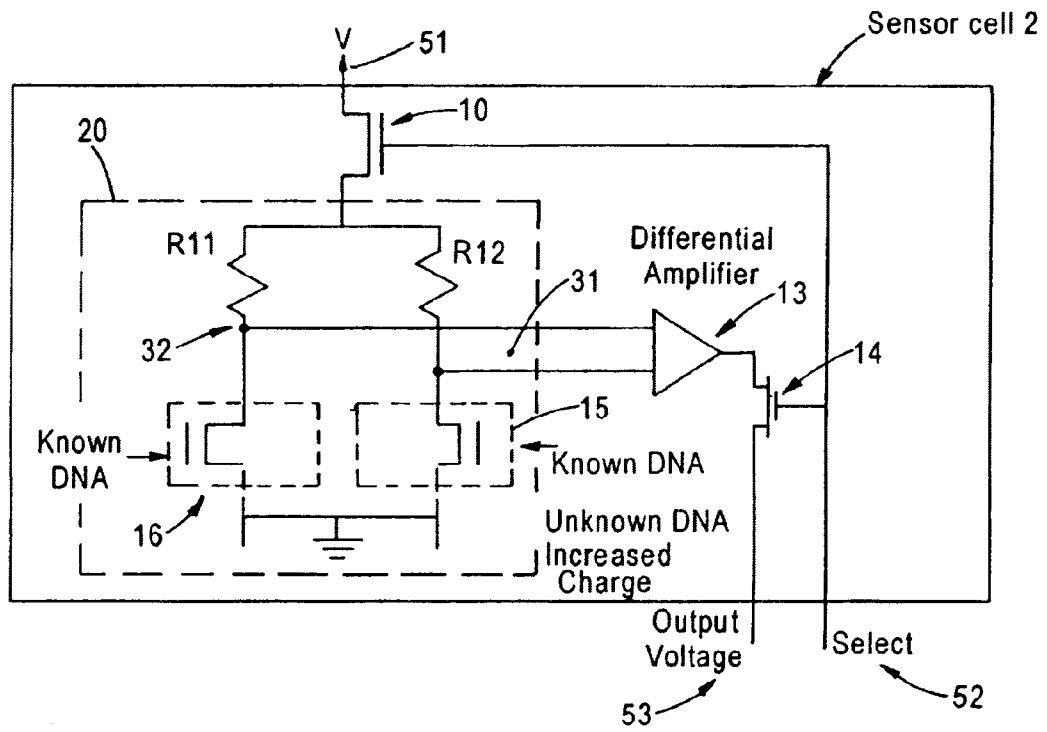 Sensor cell 2
V
51
10
20
R11
R12
Differential
Amplifier
31
13
32
14
15
Known
DNA
Known DNA
16
Unknown DNA
Increased
Charge
Output
Voltage
Select
53
52